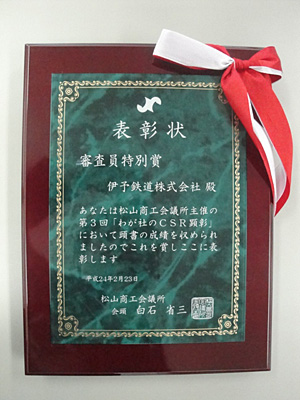 表彰状
審査員特別賞
伊予鉄道株式会社 殿
あなたは松山商工会議所主催の
第3回「わが社のCSR顕彰」
において頭書の成績を収められ
ましたのでこれを賞しここに表
彰します
平成24年2月23日
松山商工会議所
会頭 白石 省三